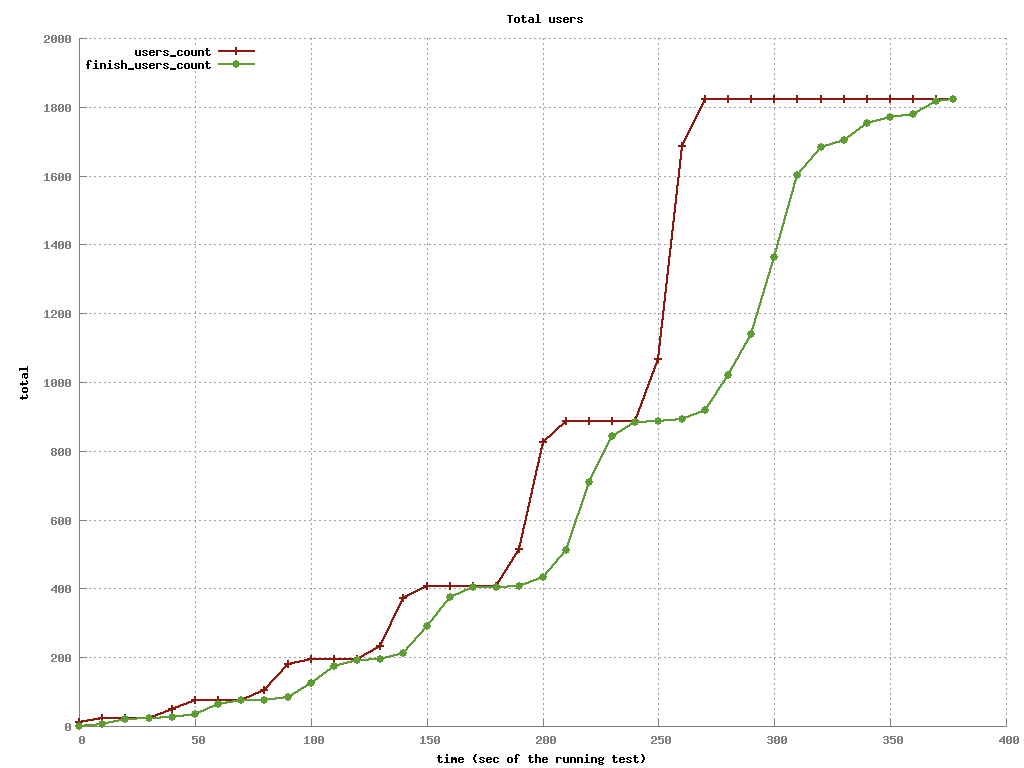 Total users
users_count
finish_users_count
2000
1800
1600
1400
1200
1000
800
600
400
200
0
total
0 50 100 150 200 250 300 350 400
time (sec of the running test)